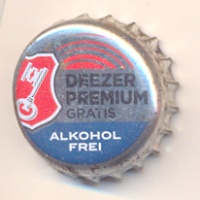 DEEZER
PREMIUM
GRATIS
ALKOHOL
FREI